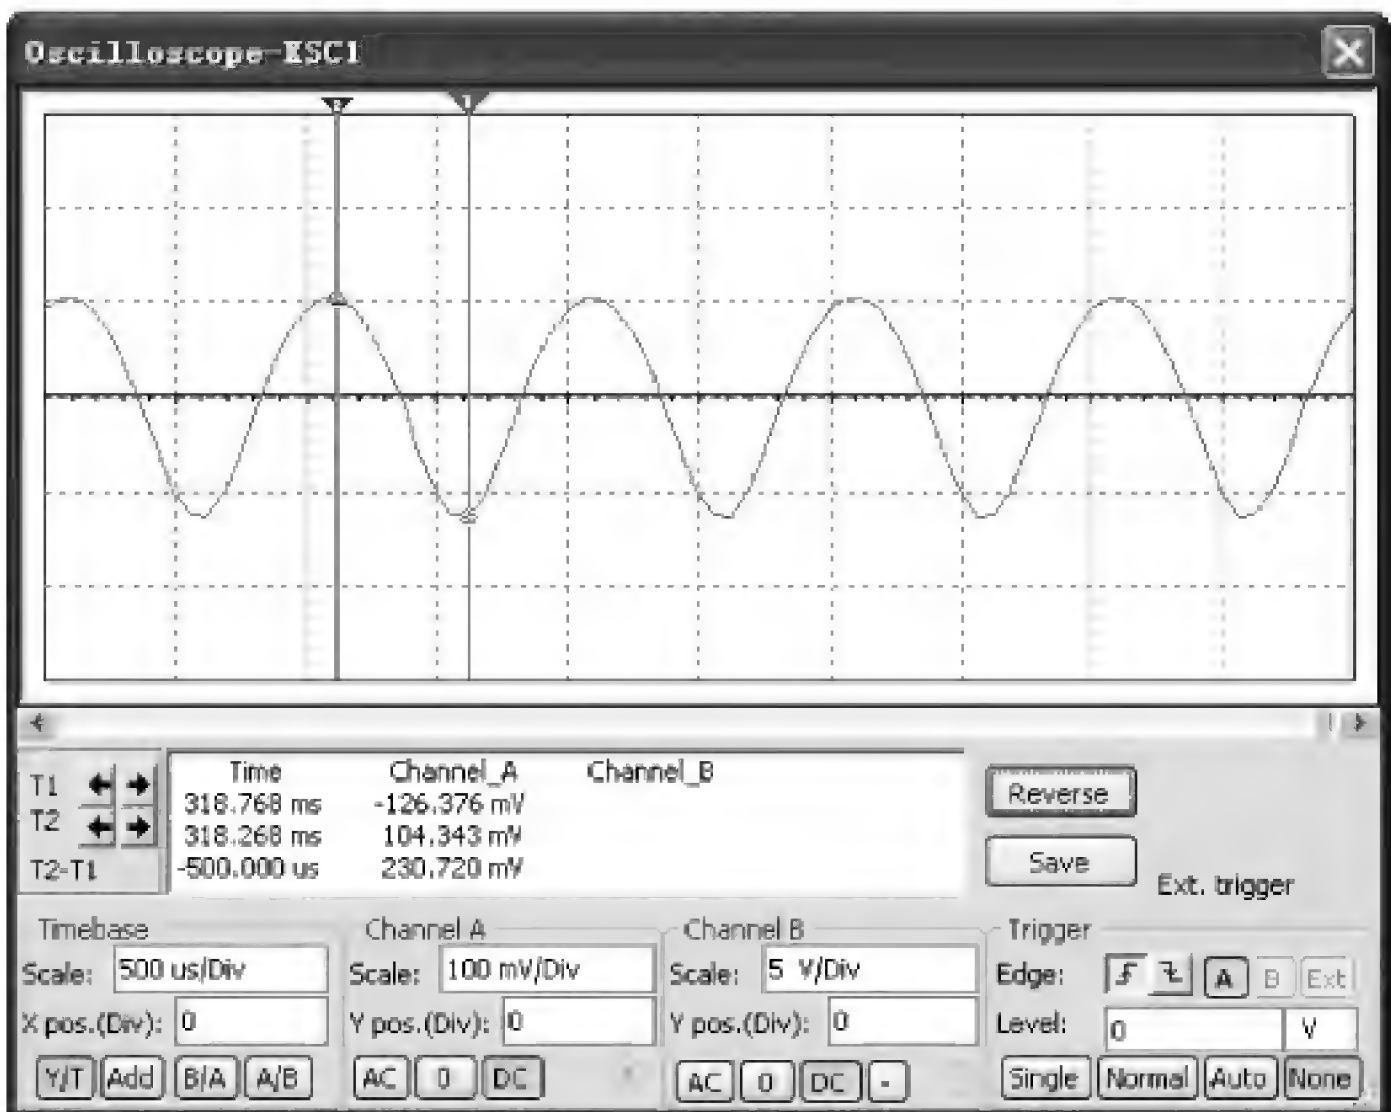 Oscilloscope-XSC1
2 1
Time Channel_A Channel_B
T1 318.768 ms -126.376 mV
T2 318.268 ms 104.343 mV
T2-T1 -500.000 us 230.720 mV
Reverse
Save
Ext. trigger
Timebase Channel A Channel B Trigger
Scale: 500 us/Div Scale: 100 mV/Div Scale: 5 V/Div Edge: A B Ext
X pos.(Div): 0 Y pos.(Div): 0 Y pos.(Div): 0 Level: 0 V
Y/T Add B/A A/B AC 0 DC AC 0 DC - Single Normal Auto None